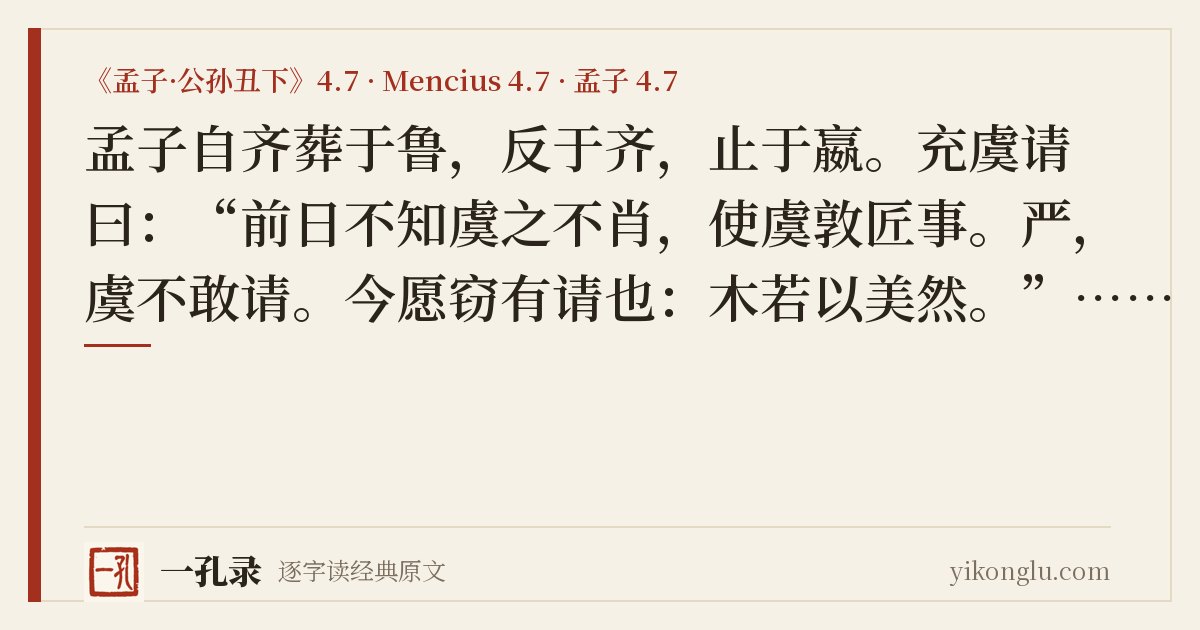 《孟子·公孙丑下》4.7 · Mencius 4.7 · 孟子 4.7
孟子自齐葬于鲁，反于齐，止于嬴。充虞请
曰：“前日不知虞之不肖，使虞敦匠事。严，
虞不敢请。今愿窃有请也：木若以美然。”……
一孔
一孔录 逐字读经典原文
yikonglu.com